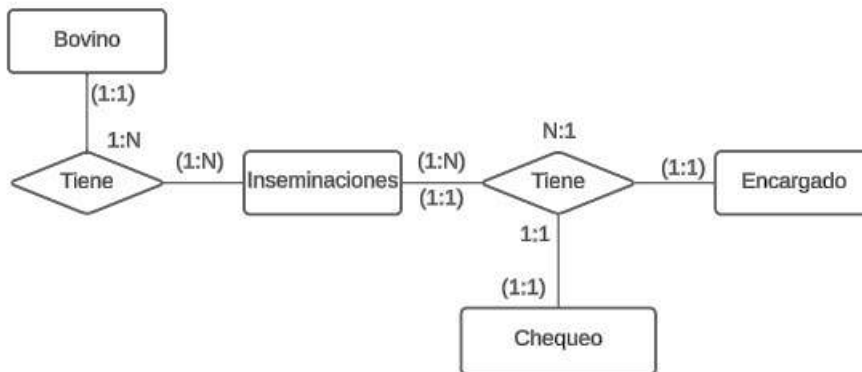 Bovino
(1:1)
1:N
Tiene
(1:N)
Inseminaciones
(1:N)
(1:1)
N:1
Tiene
1:1
(1:1)
Encargado
(1:1)
Chequeo